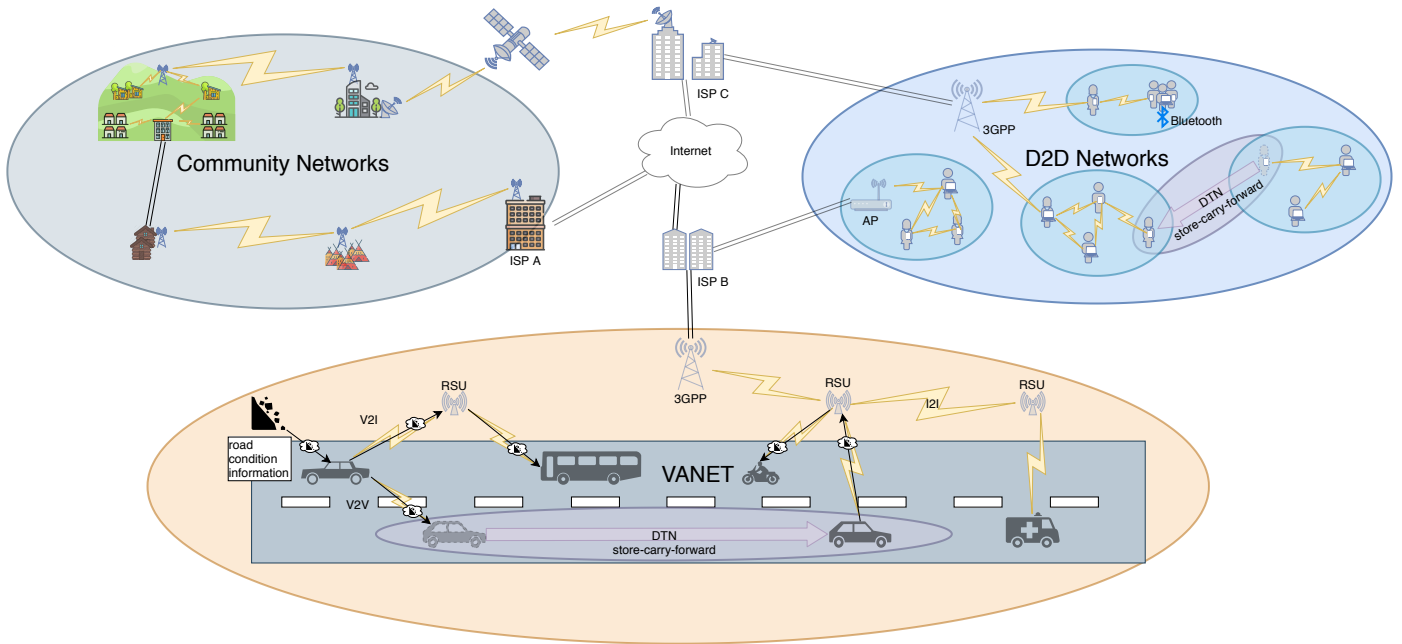 ISP C
3GPP
Bluetooth
Internet
Community Networks
D2D Networks
DTN
store-carry-forward
AP
ISP A
ISP B
3GPP
RSU
RSU
RSU
V2I
I2I
road
condition
information
VANET
V2V
DTN
store-carry-forward